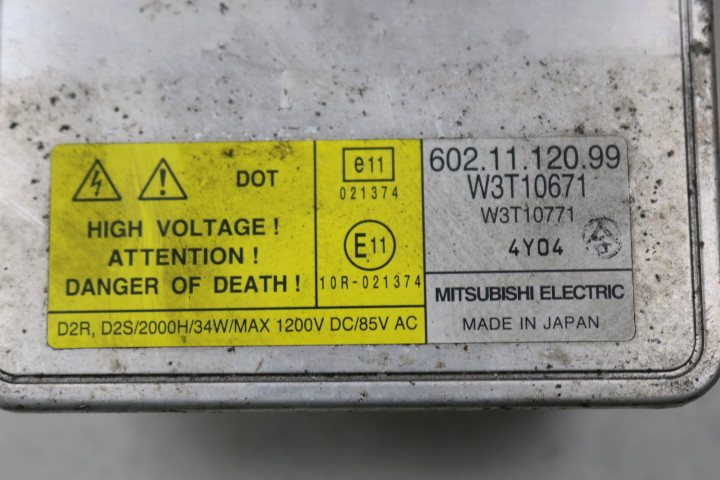 DOT
HIGH VOLTAGE !
ATTENTION !
DANGER OF DEATH !
e11
021374
E11
10R-021374
602.11.120.99
W3T10671
W3T10771
4Y04
MITSUBISHI ELECTRIC
MADE IN JAPAN
D2R, D2S/2000H/34W/MAX 1200V DC/85V AC